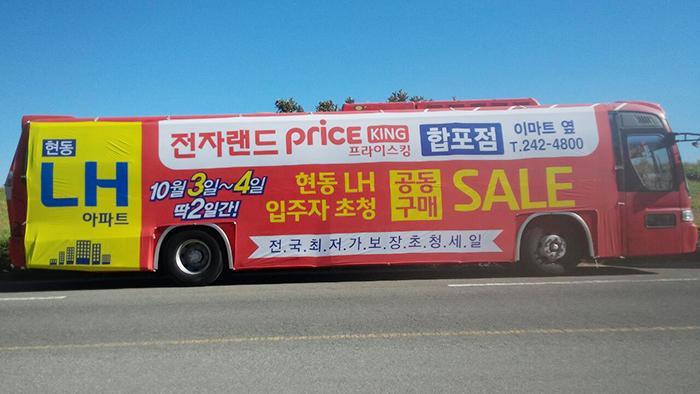 현동
LH
아파트
전자랜드 price KING
프라이스킹
합포점
이마트 옆
T.242-4800
10월 3일~4일
딱2일간!
현동 LH
입주자 초청
공동
구매
SALE
전.국.최.저.가.보.장.초.청.세.일